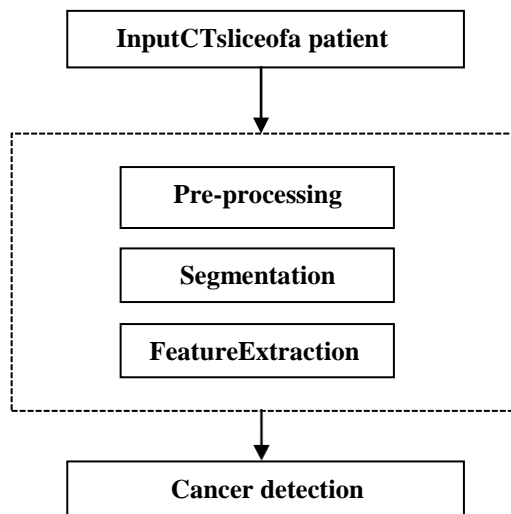 InputCTsliceofa patient
Pre-processing
Segmentation
FeatureExtraction
Cancer detection